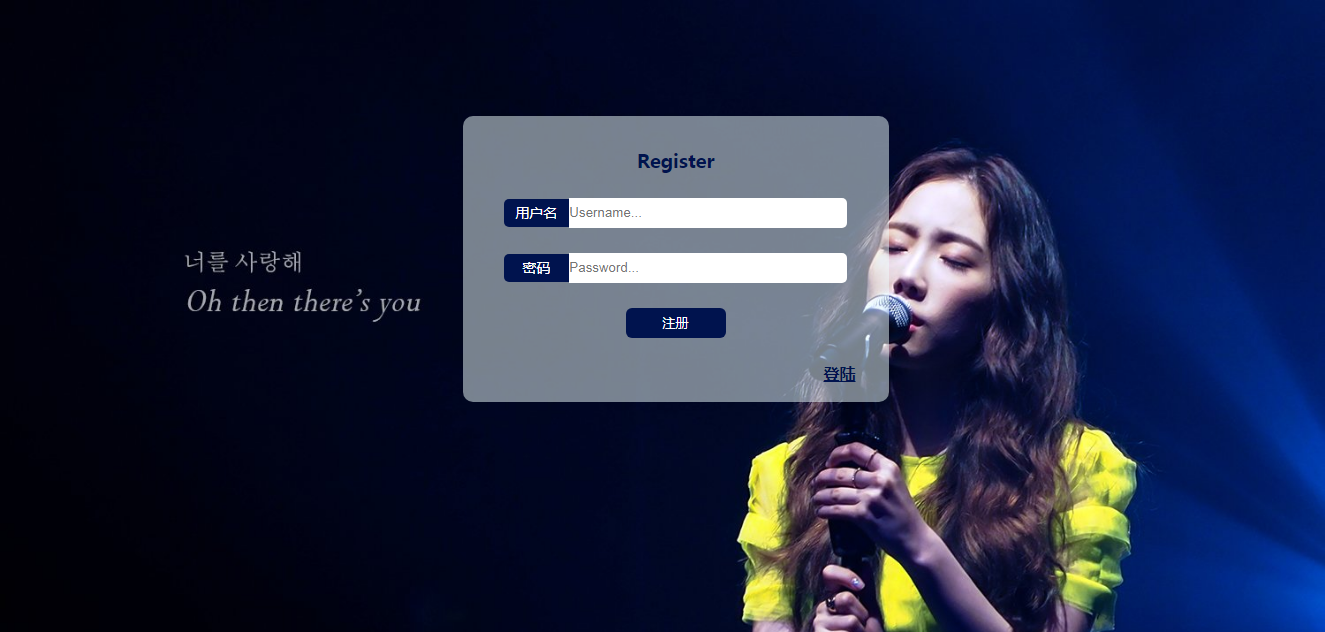 Register
用户名 Username...
密码 Password...
注册
登陆
너를 사랑해
Oh then there's you